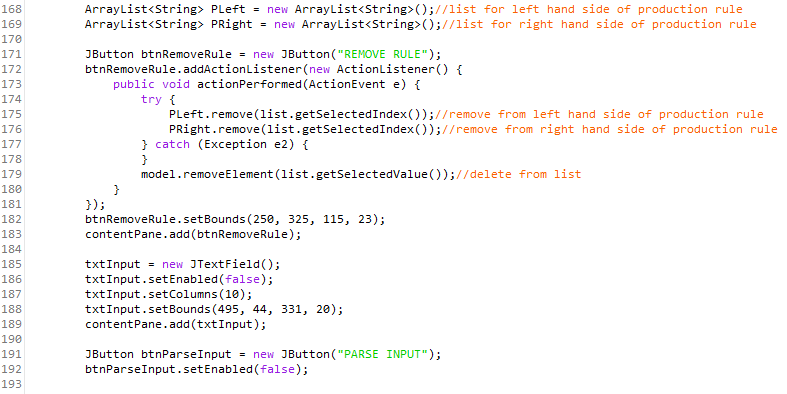 168 ArrayList<String> PLeft = new ArrayList<String>();//list for left hand side of production rule
169 ArrayList<String> PRight = new ArrayList<String>();//list for right hand side of production rule
170
171 JButton btnRemoveRule = new JButton("REMOVE RULE");
172 btnRemoveRule.addActionListener(new ActionListener() {
173 public void actionPerformed(ActionEvent e) {
174 try {
175 PLeft.remove(list.getSelectedIndex());//remove from left hand side of production rule
176 PRight.remove(list.getSelectedIndex());//remove from right hand side of production rule
177 } catch (Exception e2) {
178 }
179 model.removeElement(list.getSelectedValue());//delete from list
180 }
181 });
182 btnRemoveRule.setBounds(250, 325, 115, 23);
183 contentPane.add(btnRemoveRule);
184
185 txtInput = new JTextField();
186 txtInput.setEnabled(false);
187 txtInput.setColumns(10);
188 txtInput.setBounds(495, 44, 331, 20);
189 contentPane.add(txtInput);
190
191 JButton btnParseInput = new JButton("PARSE INPUT");
192 btnParseInput.setEnabled(false);
193